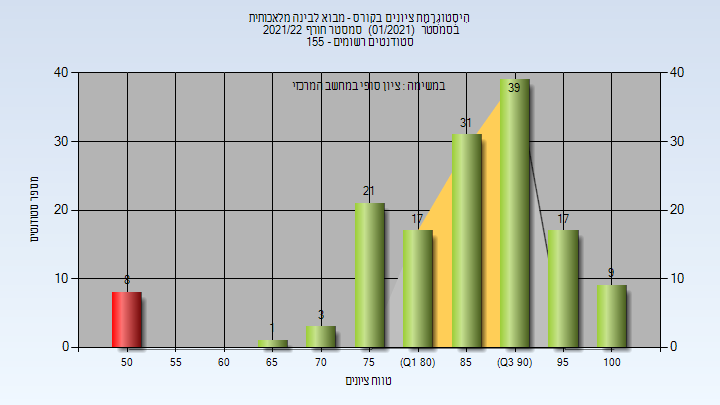 היסטוגרמת ציונים בקורס - מבוא לבינה מלאכותית
בסמסטר (01/2021) סמסטר חורף 2021/22
סטודנטים רשומים - 155
במשימה : ציון סופי במחשב המרכזי
40 40
30 30
20 20
10 10
0 0
מספר סטודנטים
8 1 3 21 17 31 39 17 9
50 55 60 65 70 75 (Q1 80) 85 (Q3 90) 95 100
טווח ציונים